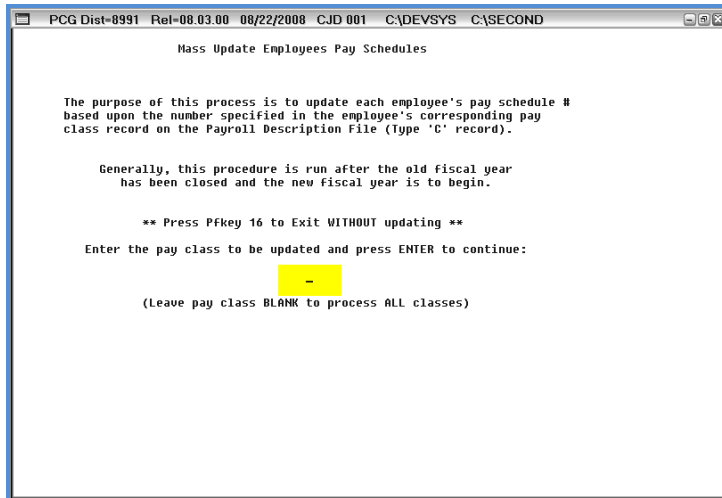 PCG Dist=8991 Rel=08.03.00 08/22/2008 CJD 001 C:\DEVSYS C:\SECOND
Mass Update Employees Pay Schedules
The purpose of this process is to update each employee's pay schedule #
based upon the number specified in the employee's corresponding pay
class record on the Payroll Description File (Type 'C' record).
Generally, this procedure is run after the old fiscal year
has been closed and the new fiscal year is to begin.
** Press Pfkey 16 to Exit WITHOUT updating **
Enter the pay class to be updated and press ENTER to continue:
_
(Leave pay class BLANK to process ALL classes)